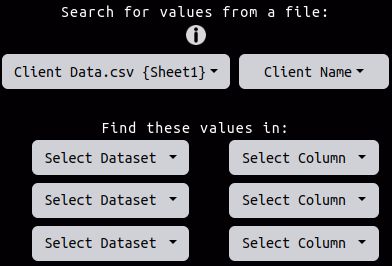 Search for values from a file:
i
Client Data.csv {Sheet1} Client Name
Find these values in:
Select Dataset Select Column
Select Dataset Select Column
Select Dataset Select Column